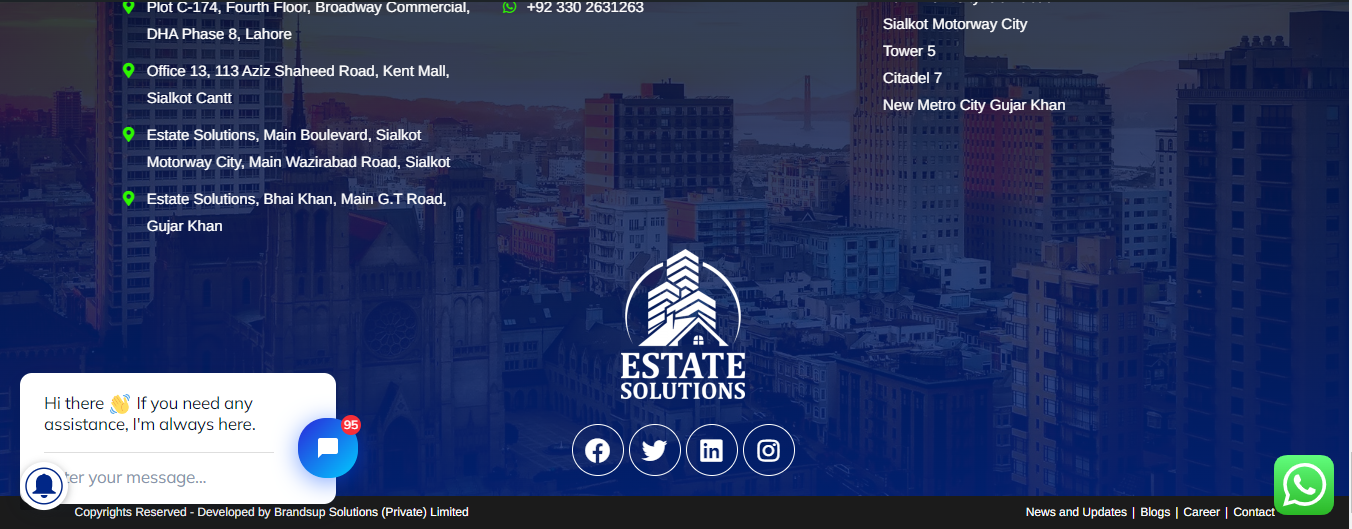 Plot C-174, Fourth Floor, Broadway Commercial,
DHA Phase 8, Lahore
Office 13, 113 Aziz Shaheed Road, Kent Mall,
Sialkot Cantt
Estate Solutions, Main Boulevard, Sialkot
Motorway City, Main Wazirabad Road, Sialkot
Estate Solutions, Bhai Khan, Main G.T Road,
Gujar Khan
+92 330 2631263
Sialkot Motorway City
Tower 5
Citadel 7
New Metro City Gujar Khan
ESTATE
SOLUTIONS
Hi there 👋 If you need any
assistance, I'm always here.
95
er your message...
Copyrights Reserved - Developed by Brandsup Solutions (Private) Limited
News and Updates | Blogs | Career | Contact